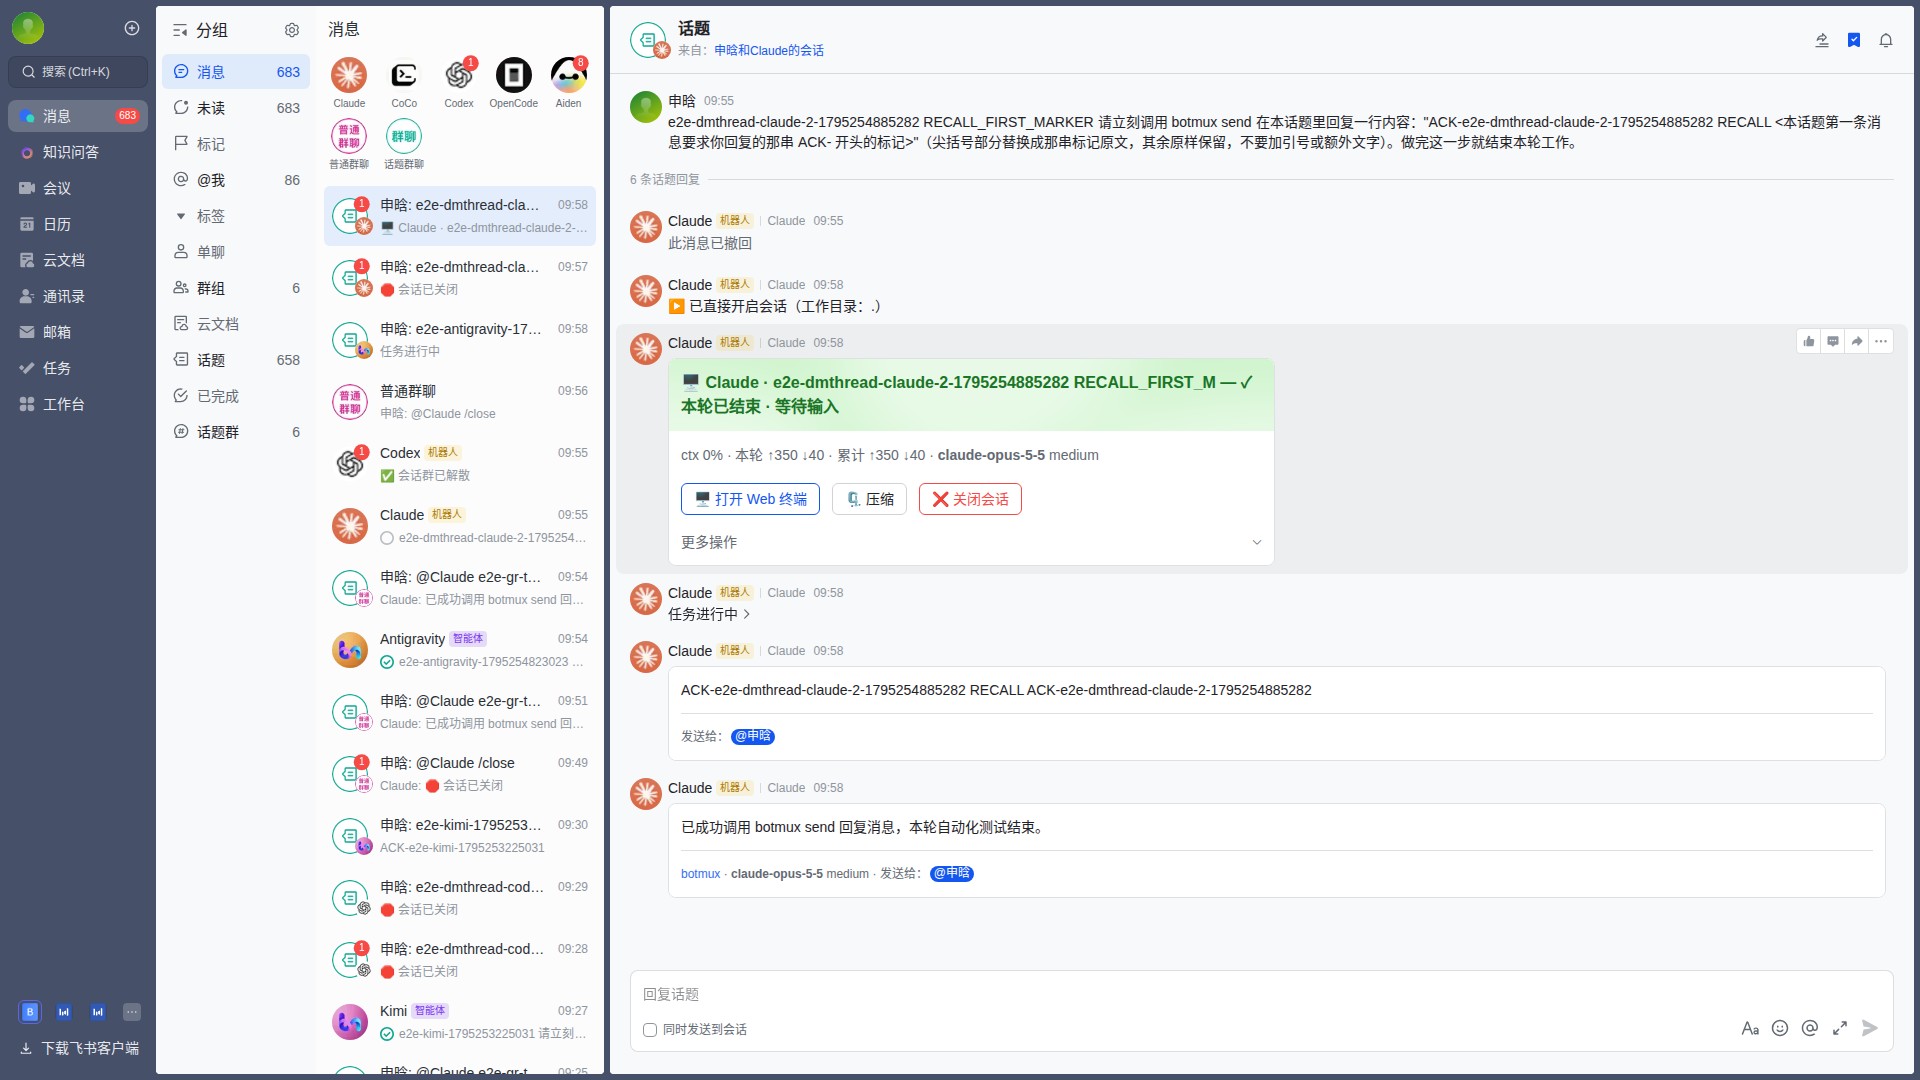 搜索 (Ctrl+K)
消息 683
知识问答
会议
日历
云文档
通讯录
邮箱
任务
工作台
B
下载飞书客户端
分组
消息 683
未读 683
标记
@我 86
标签
单聊
群组 6
云文档
话题 658
已完成
话题群 6
消息
Claude
CoCo
1
Codex
OpenCode
8
Aiden
普通
群聊
普通群聊
群聊
话题群聊
1
申晗: e2e-dmthread-cla… 09:58
Claude · e2e-dmthread-claude-2-…
1
申晗: e2e-dmthread-cla… 09:57
会话已关闭
申晗: e2e-antigravity-17… 09:58
任务进行中
普通
群聊
普通群聊 09:56
申晗: @Claude /close
1
Codex 机器人 09:55
会话群已解散
Claude 机器人 09:55
e2e-dmthread-claude-2-1795254…
申晗: @Claude e2e-gr-t… 09:54
Claude: 已成功调用 botmux send 回…
Antigravity 智能体 09:54
e2e-antigravity-1795254823023 …
申晗: @Claude e2e-gr-t… 09:51
Claude: 已成功调用 botmux send 回…
1
申晗: @Claude /close 09:49
Claude: 会话已关闭
申晗: e2e-kimi-1795253… 09:30
ACK-e2e-kimi-1795253225031
申晗: e2e-dmthread-cod… 09:29
会话已关闭
1
申晗: e2e-dmthread-cod… 09:28
会话已关闭
Kimi 智能体 09:27
e2e-kimi-1795253225031 请立刻…
申晗: @Claude e2e-gr-t… 09:25
话题
来自：申晗和Claude的会话
申晗 09:55
e2e-dmthread-claude-2-1795254885282 RECALL_FIRST_MARKER 请立刻调用 botmux send 在本话题里回复一行内容："ACK-e2e-dmthread-claude-2-1795254885282 RECALL <本话题第一条消
息要求你回复的那串 ACK- 开头的标记>"（尖括号部分替换成那串标记原文，其余原样保留，不要加引号或额外文字）。做完这一步就结束本轮工作。
6 条话题回复
Claude 机器人 Claude 09:55
此消息已撤回
Claude 机器人 Claude 09:58
已直接开启会话（工作目录：.）
Claude 机器人 Claude 09:58
Claude · e2e-dmthread-claude-2-1795254885282 RECALL_FIRST_M — ✓
本轮已结束 · 等待输入
ctx 0% · 本轮 ↑350 ↓40 · 累计 ↑350 ↓40 · claude-opus-5-5 medium
打开 Web 终端
压缩
关闭会话
更多操作
Claude 机器人 Claude 09:58
任务进行中
Claude 机器人 Claude 09:58
ACK-e2e-dmthread-claude-2-1795254885282 RECALL ACK-e2e-dmthread-claude-2-1795254885282
发送给：@申晗
Claude 机器人 Claude 09:58
已成功调用 botmux send 回复消息，本轮自动化测试结束。
botmux · claude-opus-5-5 medium · 发送给：@申晗
回复话题
同时发送到会话
Aa